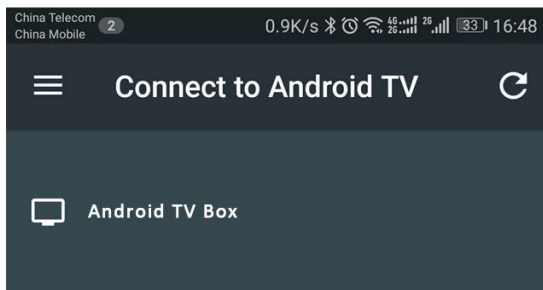 China Telecom
China Mobile
2
0.9K/s 4G 2G 2G 33 16:48
Connect to Android TV
Android TV Box